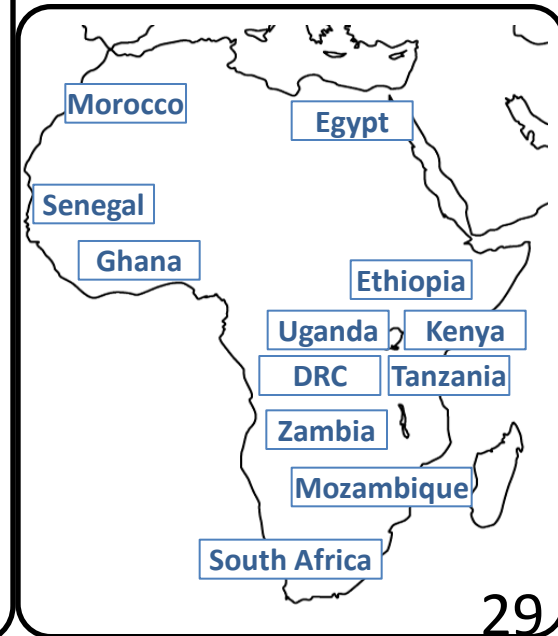 Morocco
Egypt
Senegal
Ghana
Ethiopia
Uganda
Kenya
DRC
Tanzania
Zambia
Mozambique
South Africa
29